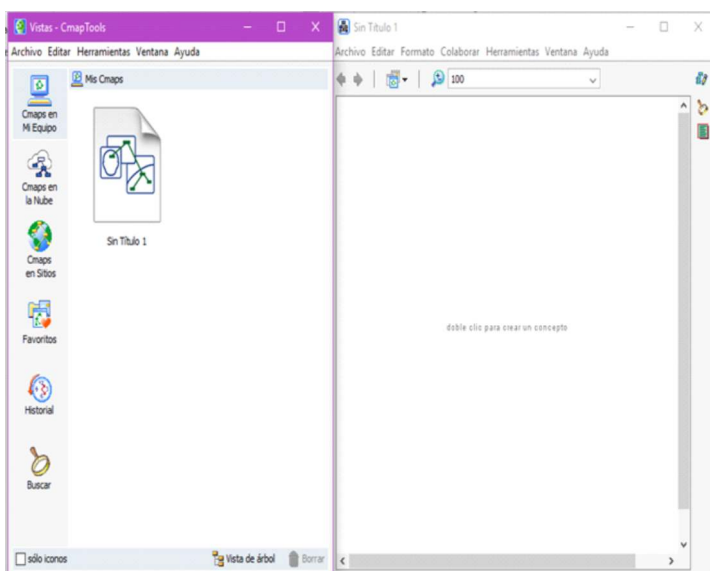 Vistas - CmapTools
Archivo Editar Herramientas Ventana Ayuda
Mis Cmaps
Cmaps en
Mi Equipo
Cmaps en
la Nube
Cmaps
en Sitios
Favoritos
Historial
Buscar
Sin Título 1
sólo iconos
Vista de árbol
Borrar
Sin Título 1
Archivo Editar Formato Colaborar Herramientas Ventana Ayuda
100
doble clic para crear un concepto